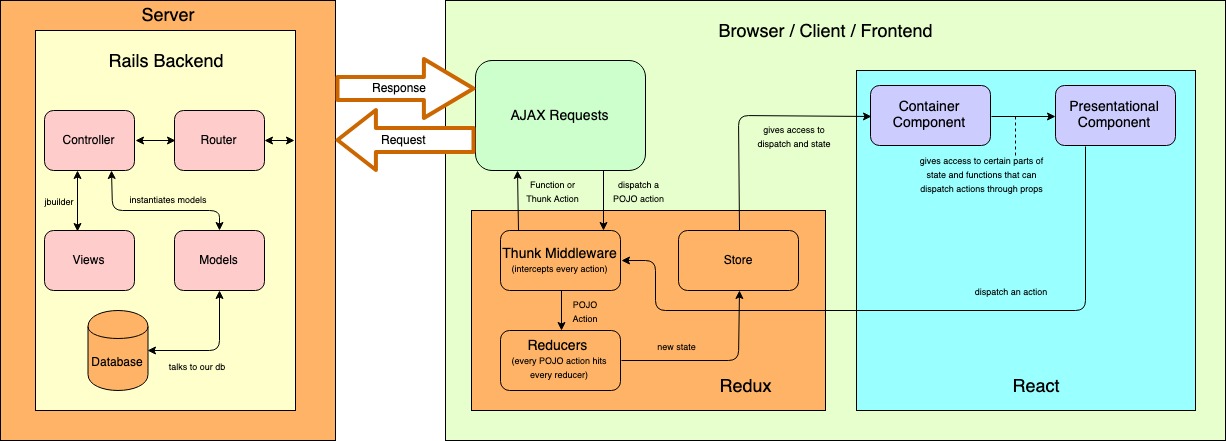 Server
Rails Backend
Controller
Router
jbuilder
instantiates models
Views
Models
Database
talks to our db
Response
Request
Browser / Client / Frontend
AJAX Requests
Function or
Thunk Action
dispatch a
POJO action
Thunk Middleware
(intercepts every action)
POJO
Action
Reducers
(every POJO action hits
every reducer)
new state
Store
Redux
gives access to
dispatch and state
Container
Component
Presentational
Component
gives access to certain parts of
state and functions that can
dispatch actions through props
dispatch an action
React